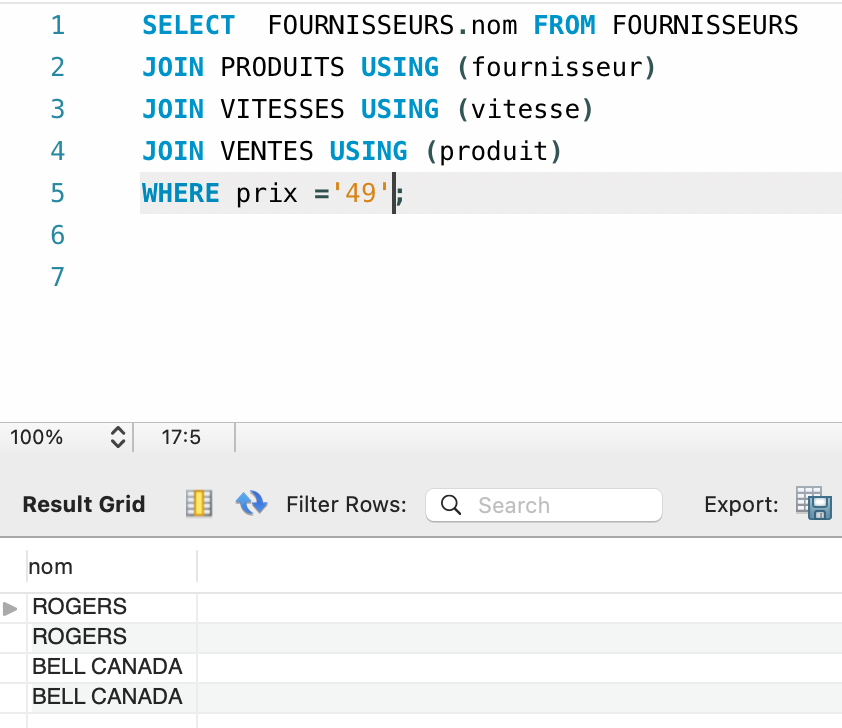 1 SELECT  FOURNISSEURS.nom FROM FOURNISSEURS
2 JOIN PRODUITS USING (fournisseur)
3 JOIN VITESSES USING (vitesse)
4 JOIN VENTES USING (produit)
5 WHERE prix ='49';
6
7
100% 17:5
Result Grid Filter Rows: Search Export:
nom
ROGERS
ROGERS
BELL CANADA
BELL CANADA